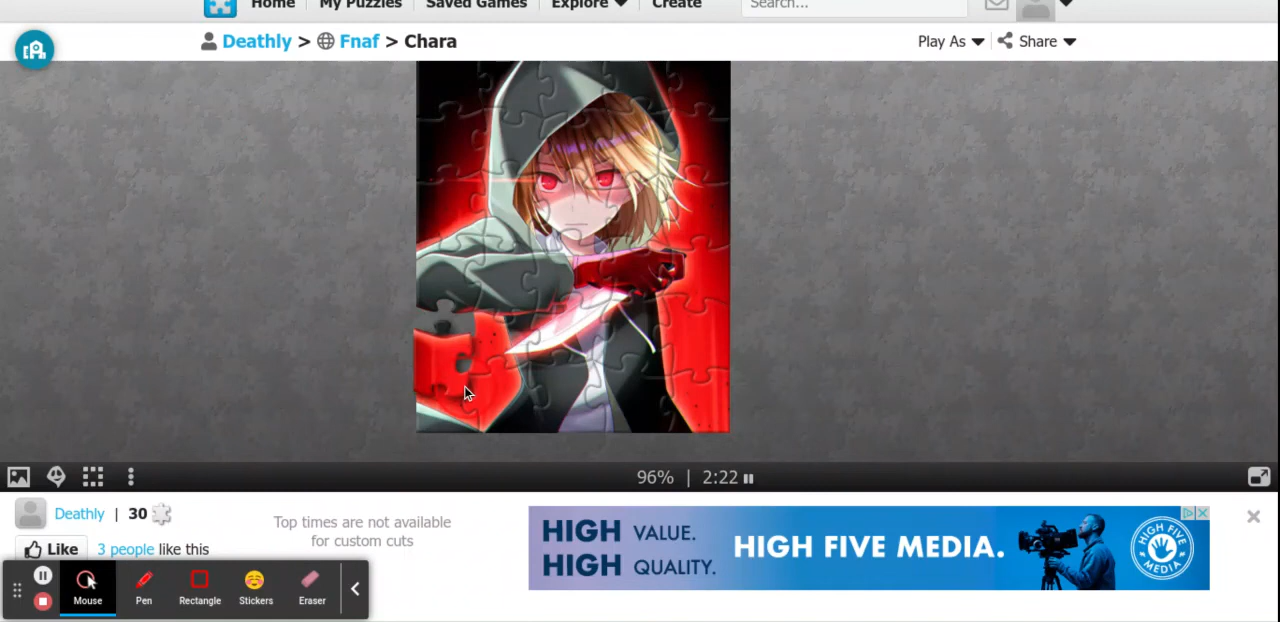 Home My Puzzles Saved Games Explore Create Search...
Deathly > Fnaf > Chara Play As Share
96% | 2:22
Deathly | 30
Like 3 people like this
Top times are not available
for custom cuts
HIGH VALUE.
HIGH QUALITY.
HIGH FIVE MEDIA.
HIGH FIVE
MEDIA
Mouse Pen Rectangle Stickers Eraser